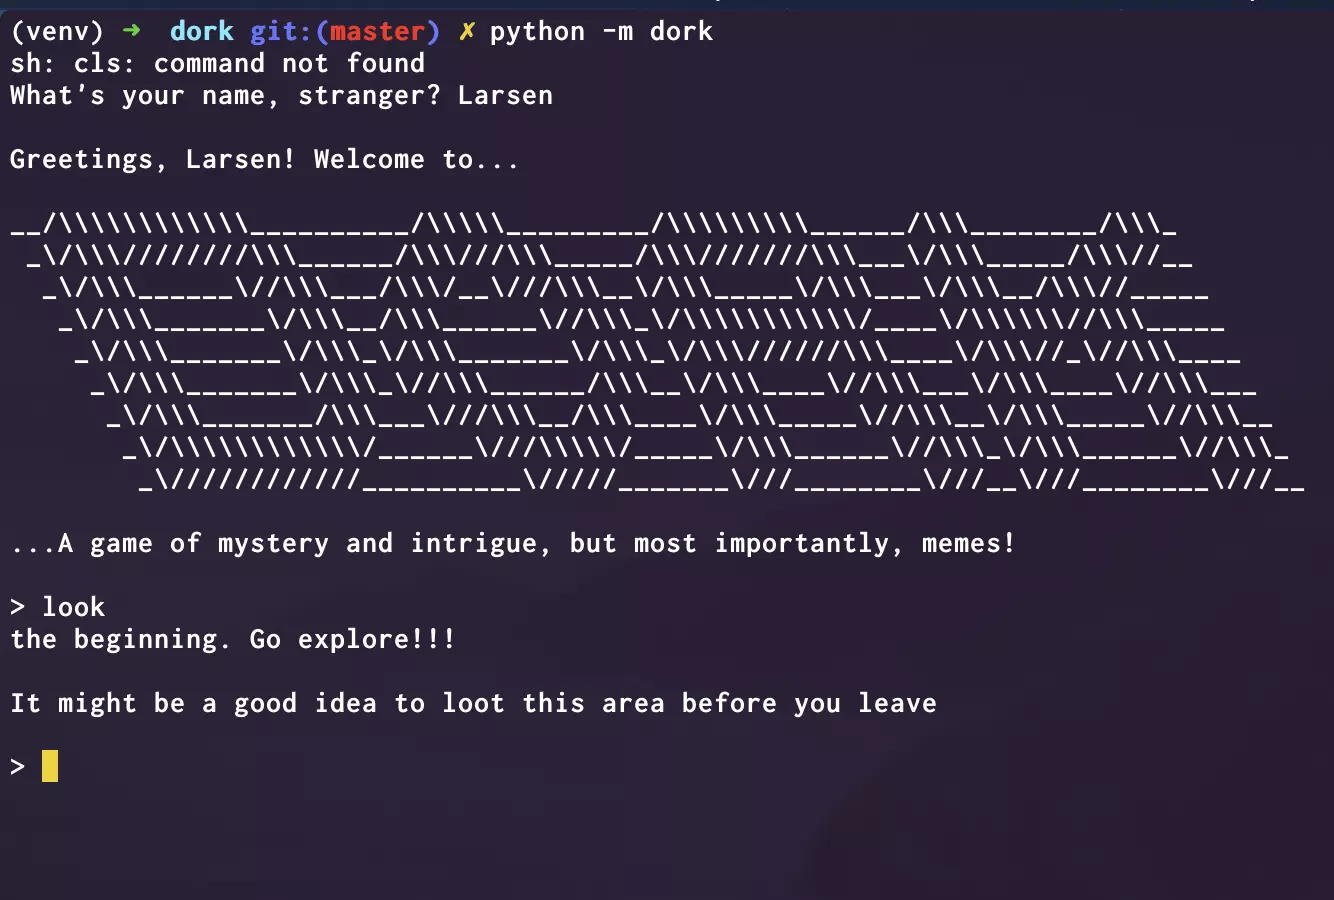 (venv) ➜ dork git:(master) ✗ python -m dork
sh: cls: command not found
What's your name, stranger? Larsen
Greetings, Larsen! Welcome to...
__/\\\\\\\\\\\\__________/\\\\\_________/\\\\\\\\\______/\\\________/\\\_
_\/\\\////////\\\______/\\\///\\\_____/\\\///////\\\___\/\\\_____/\\\//__
_\/\\\______\//\\\___/\\\/__\///\\\__\/\\\_____\/\\\___\/\\\__/\\\//_____
_\/\\\_______\/\\\__/\\\______\//\\\_\/\\\\\\\\\\\/____\/\\\\\\//\\\_____
_\/\\\_______\/\\\_\/\\\_______\/\\\_\/\\\//////\\\____\/\\\//_\//\\\____
_\/\\\_______\/\\\_\//\\\______/\\\__\/\\\____\//\\\___\/\\\____\//\\\___
_\/\\\_______/\\\___\///\\\__/\\\____\/\\\_____\//\\\__\/\\\_____\//\\\__
_\/\\\\\\\\\\\\/______\///\\\\\/_____\/\\\______\//\\\_\/\\\______\//\\\_
_\////////////__________\/////_______\///________\///__\///________\///__
...A game of mystery and intrigue, but most importantly, memes!
> look
the beginning. Go explore!!!
It might be a good idea to loot this area before you leave
>